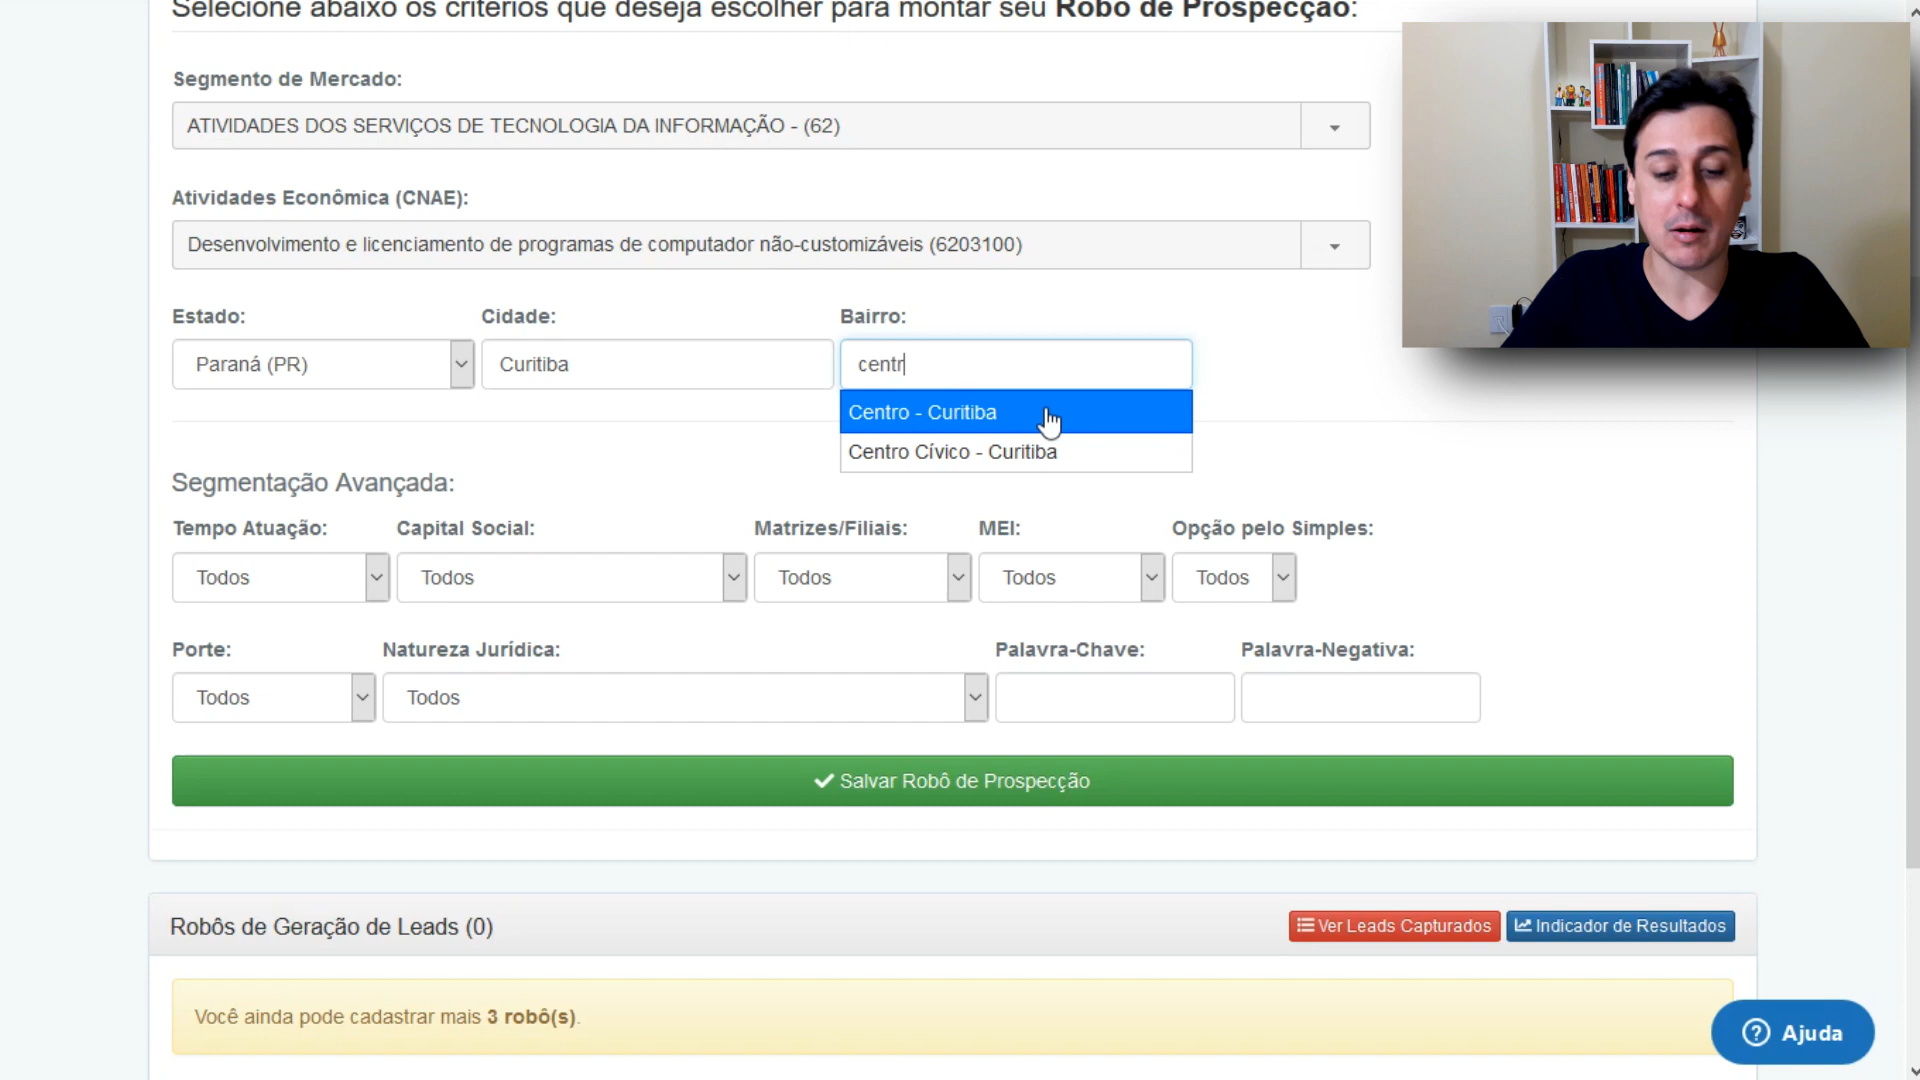 Selecione abaixo os critérios que deseja escolher para montar seu Robô de Prospecção:
Segmento de Mercado:
ATIVIDADES DOS SERVIÇOS DE TECNOLOGIA DA INFORMAÇÃO - (62)
Atividades Econômica (CNAE):
Desenvolvimento e licenciamento de programas de computador não-customizáveis (6203100)
Estado: Cidade: Bairro:
Paraná (PR) Curitiba centr
Centro - Curitiba
Centro Cívico - Curitiba
Segmentação Avançada:
Tempo Atuação: Capital Social: Matrizes/Filiais: MEI: Opção pelo Simples:
Todos Todos Todos Todos Todos
Porte: Natureza Jurídica: Palavra-Chave: Palavra-Negativa:
Todos Todos
Salvar Robô de Prospecção
Robôs de Geração de Leads (0) Ver Leads Capturados Indicador de Resultados
Você ainda pode cadastrar mais 3 robô(s).
Ajuda